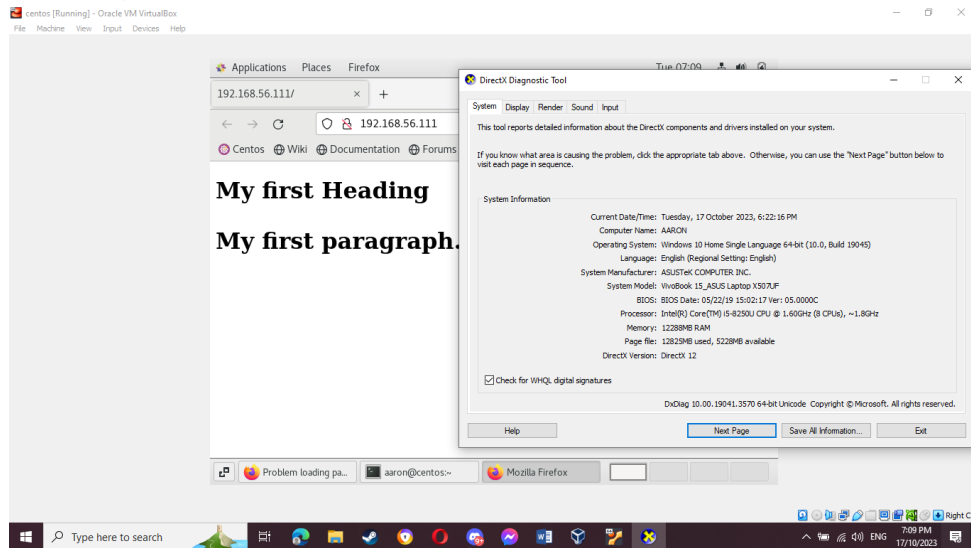 centos [Running] - Oracle VM VirtualBox
File Machine View Input Devices Help
Applications Places Firefox
Tue 07:09
192.168.56.111/
192.168.56.111
Centos Wiki Documentation Forums
My first Heading
My first paragraph.
DirectX Diagnostic Tool
System Display Render Sound Input
This tool reports detailed information about the DirectX components and drivers installed on your system.
If you know what area is causing the problem, click the appropriate tab above. Otherwise, you can use the "Next Page" button below to
visit each page in sequence.
System Information
Current Date/Time: Tuesday, 17 October 2023, 6:22:16 PM
Computer Name: AARON
Operating System: Windows 10 Home Single Language 64-bit (10.0, Build 19045)
Language: English (Regional Setting: English)
System Manufacturer: ASUSTeK COMPUTER INC.
System Model: VivoBook 15_ASUS Laptop X507UF
BIOS: BIOS Date: 05/22/19 15:02:17 Ver: 05.0000C
Processor: Intel(R) Core(TM) i5-8250U CPU @ 1.60GHz (8 CPUs), ~1.8GHz
Memory: 12288MB RAM
Page file: 12825MB used, 5228MB available
DirectX Version: DirectX 12
Check for WHQL digital signatures
DxDiag 10.00.19041.3570 64-bit Unicode Copyright © Microsoft. All rights reserved.
Help Next Page Save All Information... Exit
Problem loading pa... aaron@centos:~ Mozilla Firefox
Right C
Type here to search
ENG
7:09 PM
17/10/2023